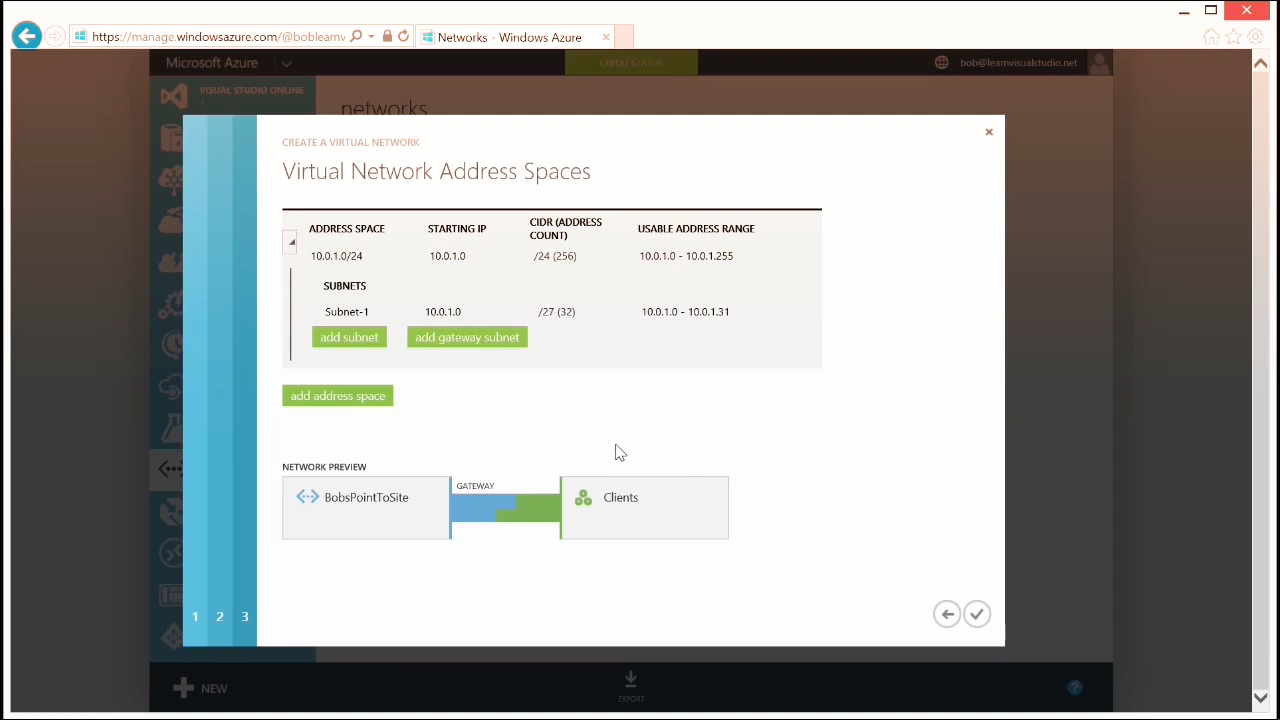 https://manage.windowsazure.com/@boblearnv
Networks - Windows Azure
Microsoft Azure
CREDIT STATUS
bob@learnvisualstudio.net
VISUAL STUDIO ONLINE
1
networks
CREATE A VIRTUAL NETWORK
Virtual Network Address Spaces
ADDRESS SPACE STARTING IP CIDR (ADDRESS COUNT) USABLE ADDRESS RANGE
10.0.1.0/24 10.0.1.0 /24 (256) 10.0.1.0 - 10.0.1.255
SUBNETS
Subnet-1 10.0.1.0 /27 (32) 10.0.1.0 - 10.0.1.31
add subnet add gateway subnet
add address space
NETWORK PREVIEW
BobsPointToSite GATEWAY Clients
1 2 3
NEW
EXPORT
?